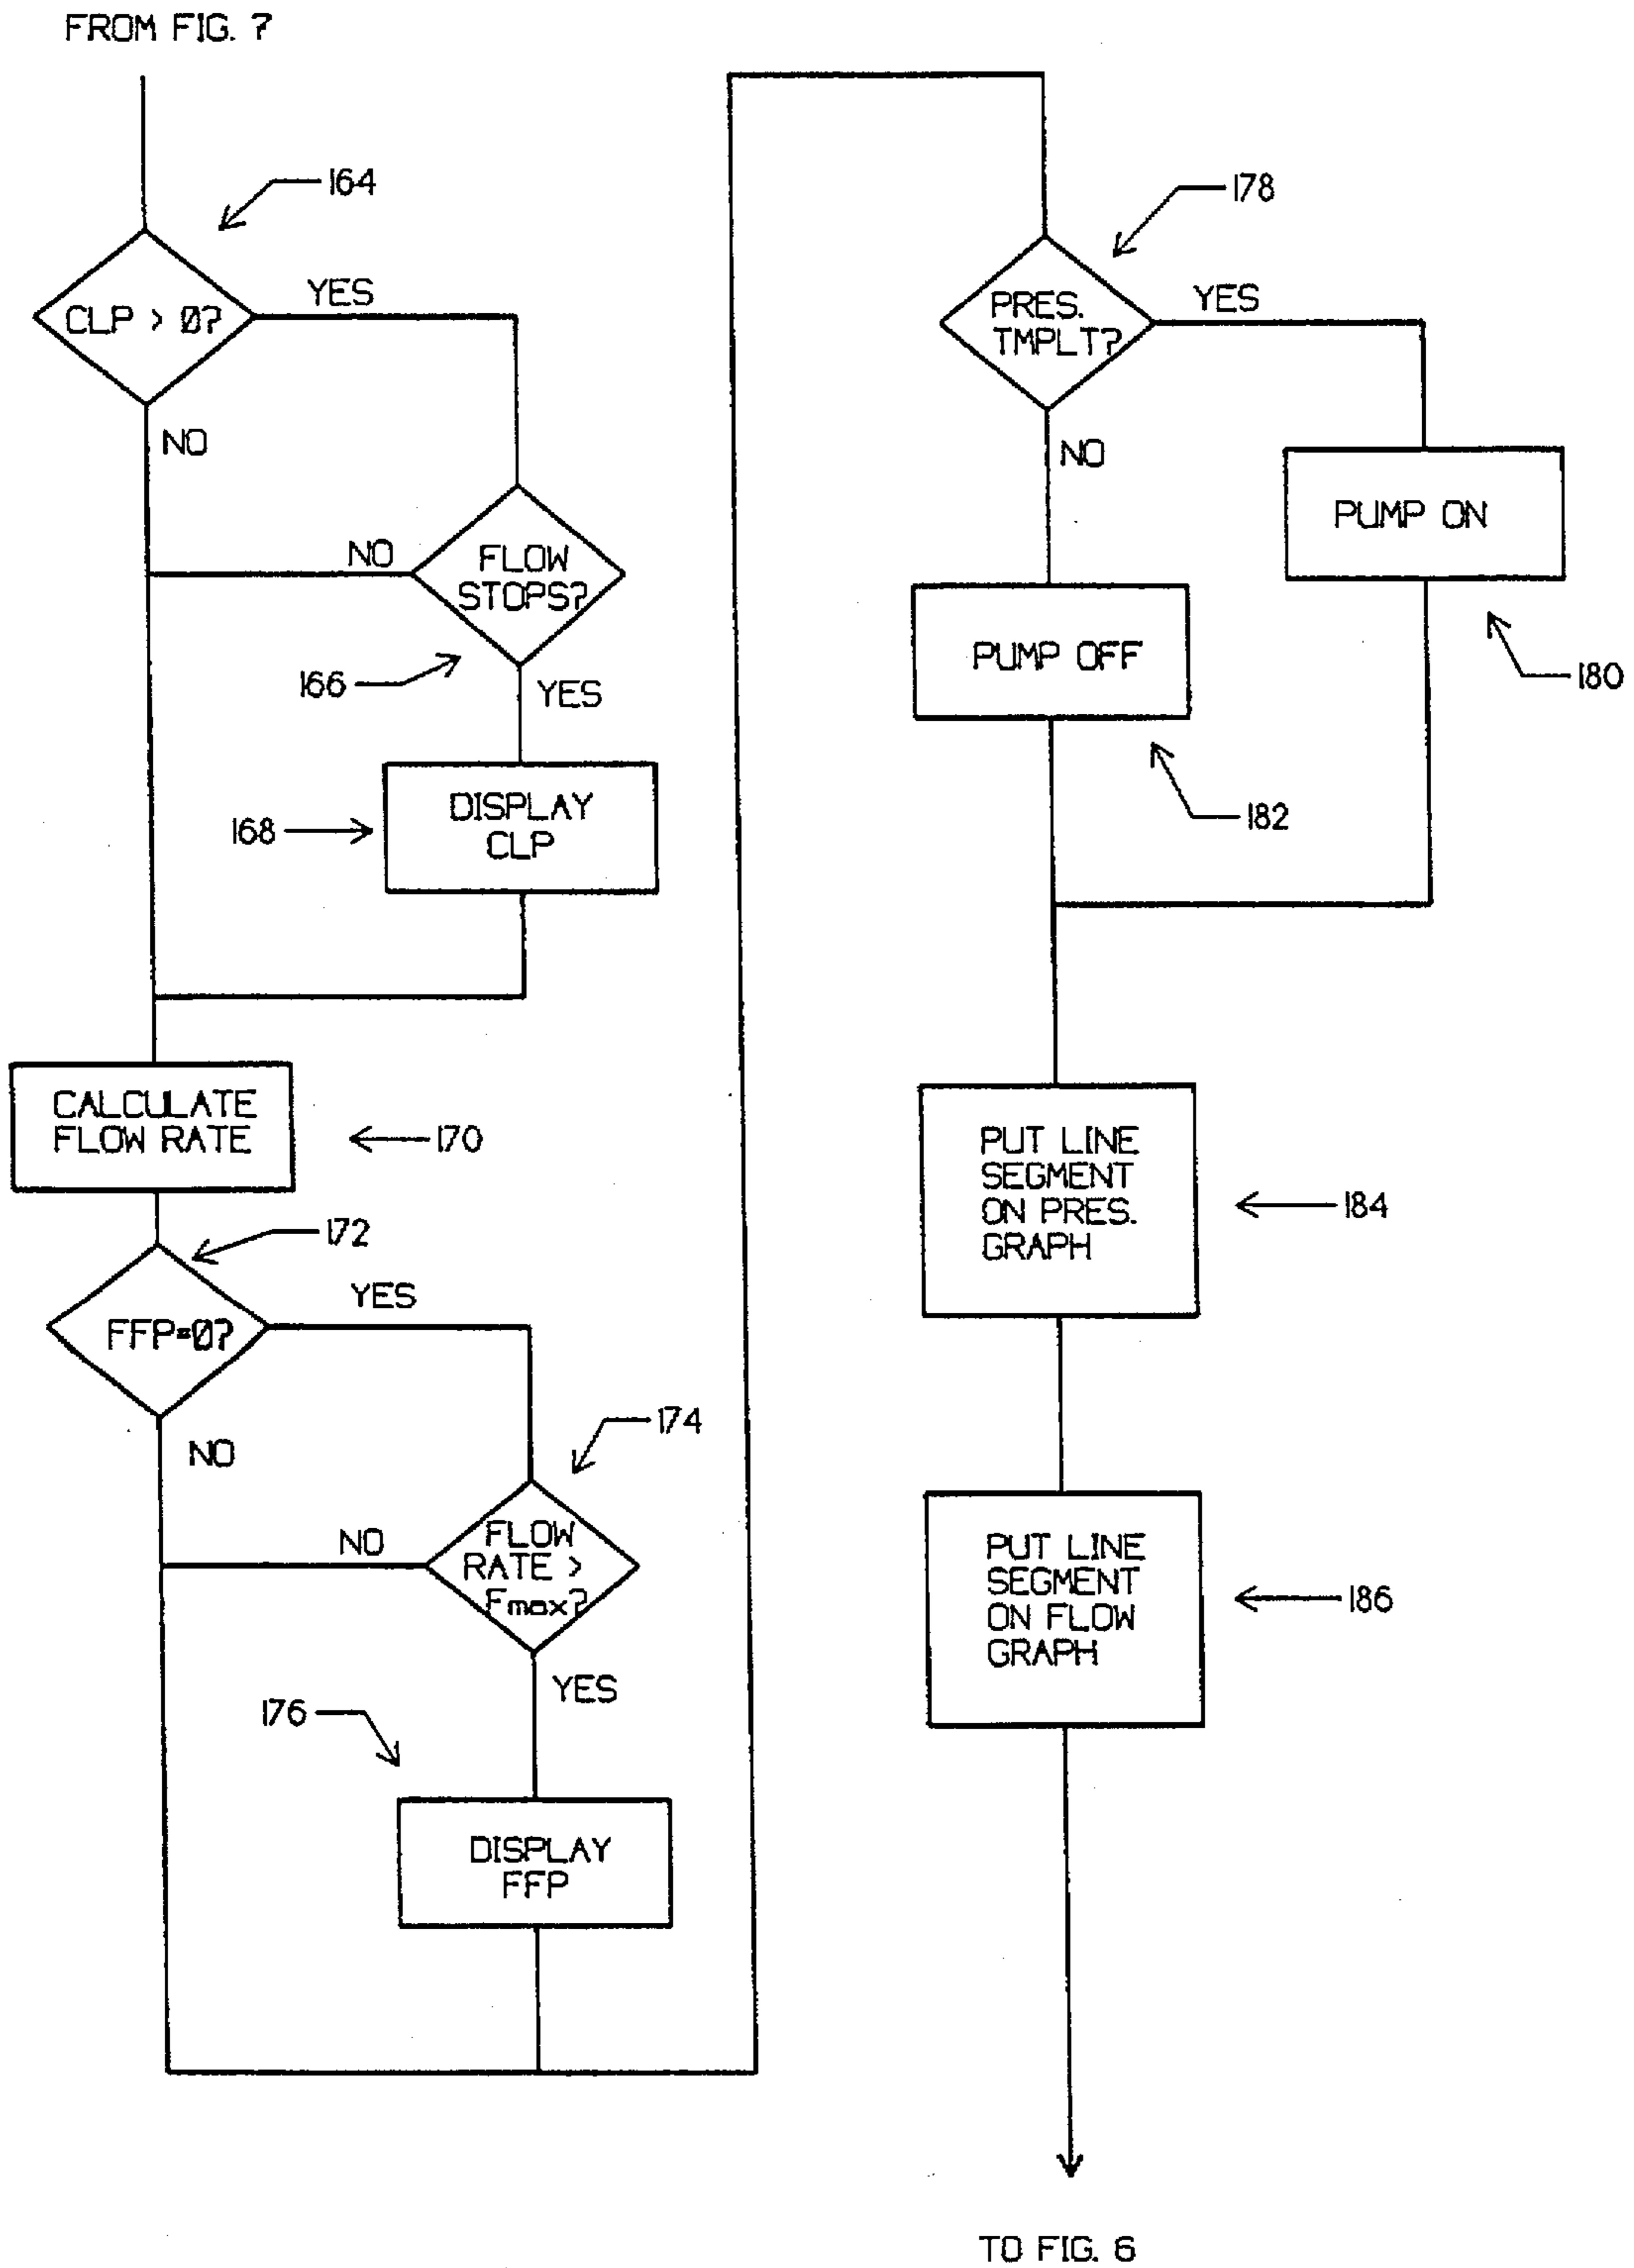 FROM FIG. 7
164
CLP > 0?
YES
NO
FLOW
STOPS?
NO
166
YES
168
DISPLAY
CLP
CALCULATE
FLOW RATE
170
172
FFP=0?
YES
NO
174
FLOW
RATE >
Fmax?
NO
YES
176
DISPLAY
FFP
178
PRES.
TMPLT?
YES
NO
PUMP ON
180
PUMP OFF
182
PUT LINE
SEGMENT
ON PRES.
GRAPH
184
PUT LINE
SEGMENT
ON FLOW
GRAPH
186
TO FIG. 6